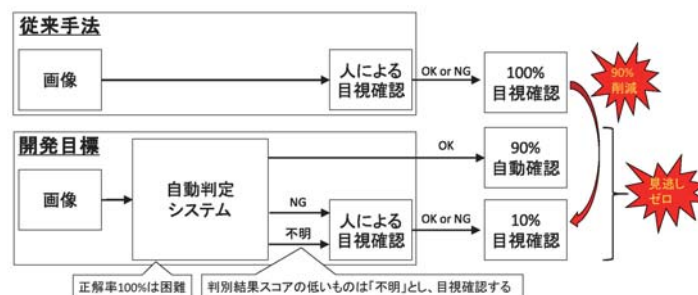 従来手法
画像
人による
目視確認
OK or NG
100%
目視確認
90%
削減
開発目標
画像
自動判定
システム
OK
90%
自動確認
NG
不明
人による
目視確認
OK or NG
10%
目視確認
見逃し
ゼロ
正解率100%は困難
判別結果スコアの低いものは「不明」とし、目視確認する